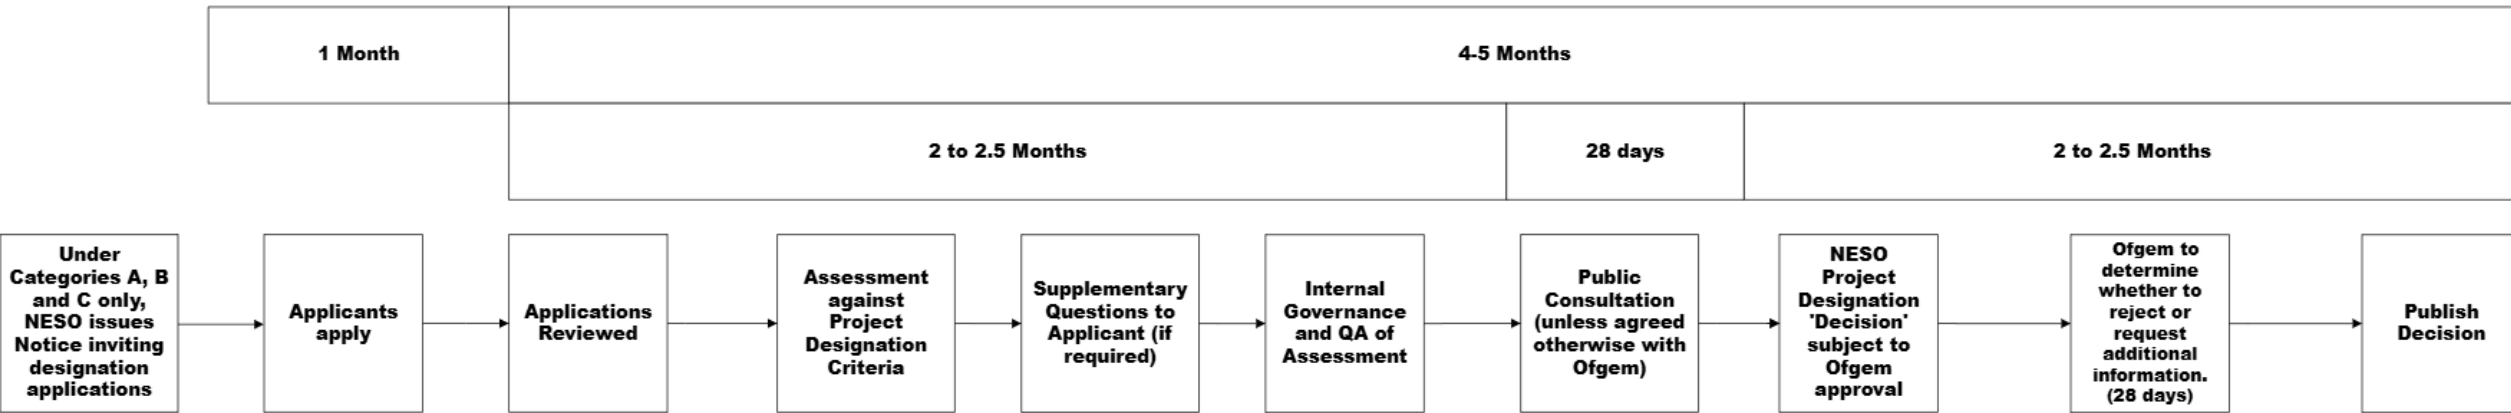 1 Month
4-5 Months
2 to 2.5 Months
28 days
2 to 2.5 Months
Under
Categories A, B
and C only,
NESO issues
Notice inviting
designation
applications
Applicants
apply
Applications
Reviewed
Assessment
against
Project
Designation
Criteria
Supplementary
Questions to
Applicant (if
required)
Internal
Governance
and QA of
Assessment
Public
Consultation
(unless agreed
otherwise with
Ofgem)
NESO
Project
Designation
'Decision'
subject to
Ofgem
approval
Ofgem to
determine
whether to
reject or
request
additional
information.
(28 days)
Publish
Decision